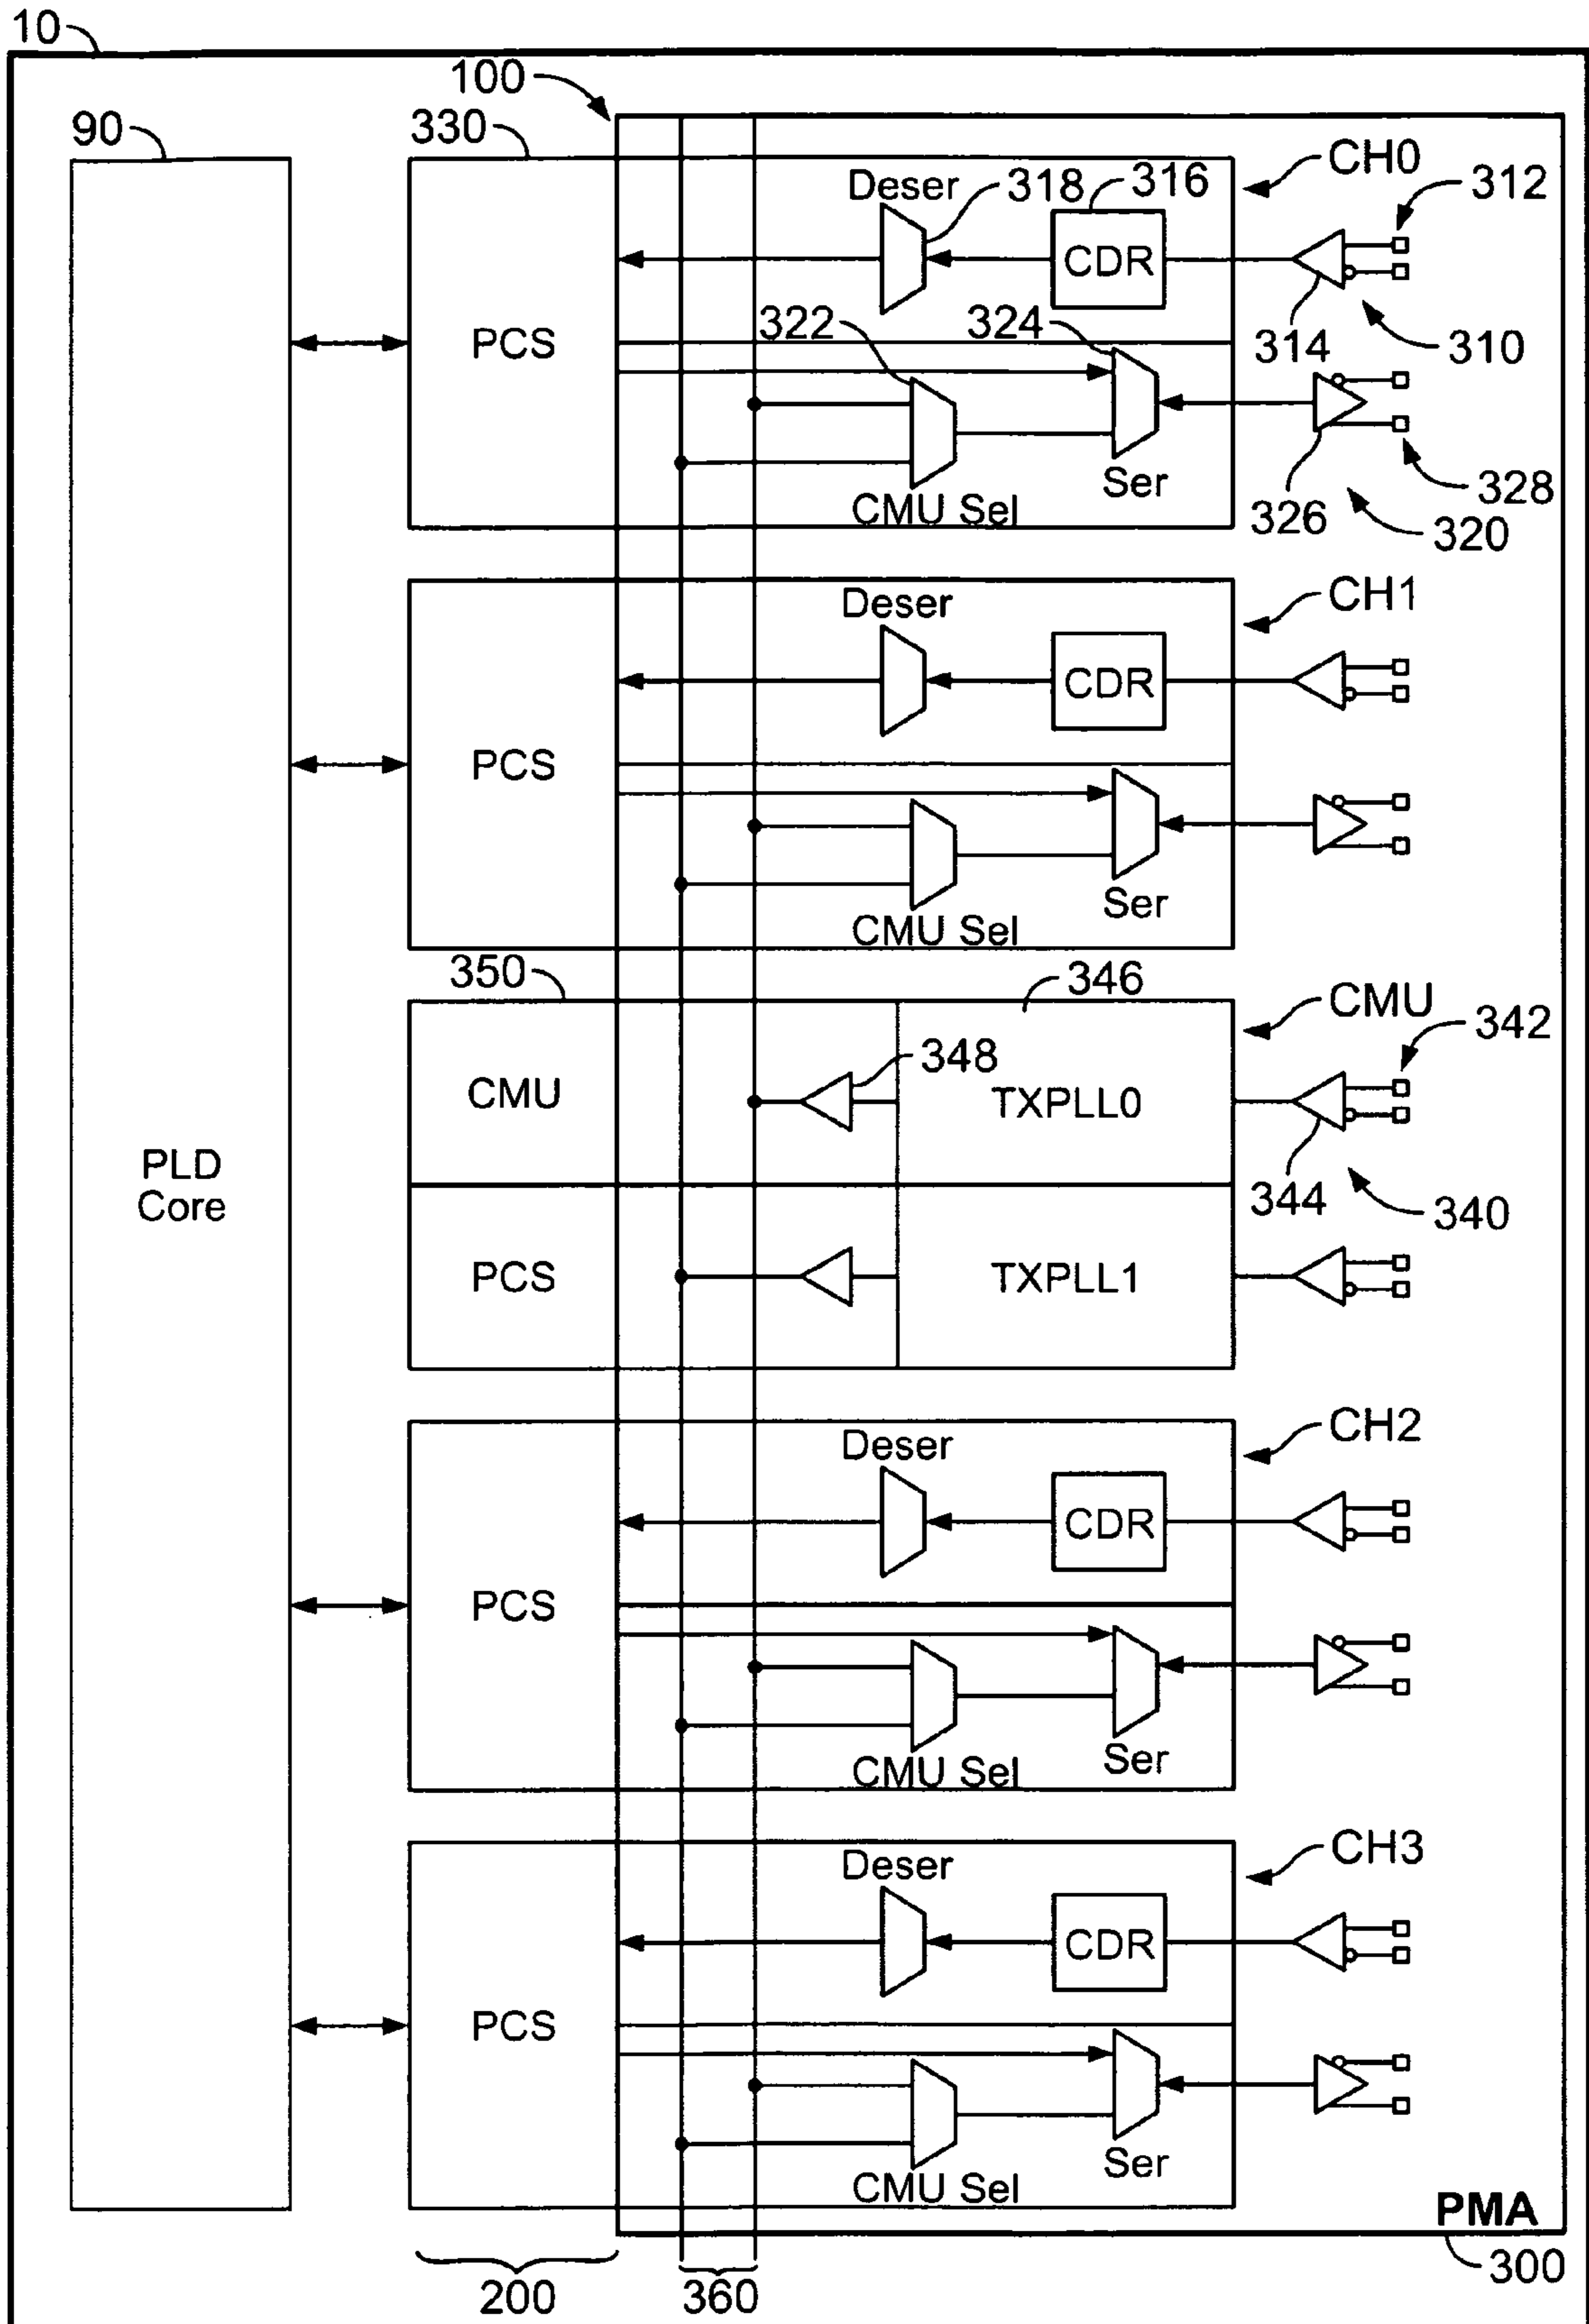 10
100
90
330
CH0
Deser
318
316
312
CDR
PCS
322
324
314
310
Ser
328
CMU Sel
326
320
CH1
Deser
CDR
PCS
Ser
CMU Sel
350
346
CMU
342
348
CMU
TXPLL0
PLD
Core
344
340
PCS
TXPLL1
CH2
Deser
CDR
PCS
Ser
CMU Sel
CH3
Deser
CDR
PCS
Ser
CMU Sel
PMA
300
200
360